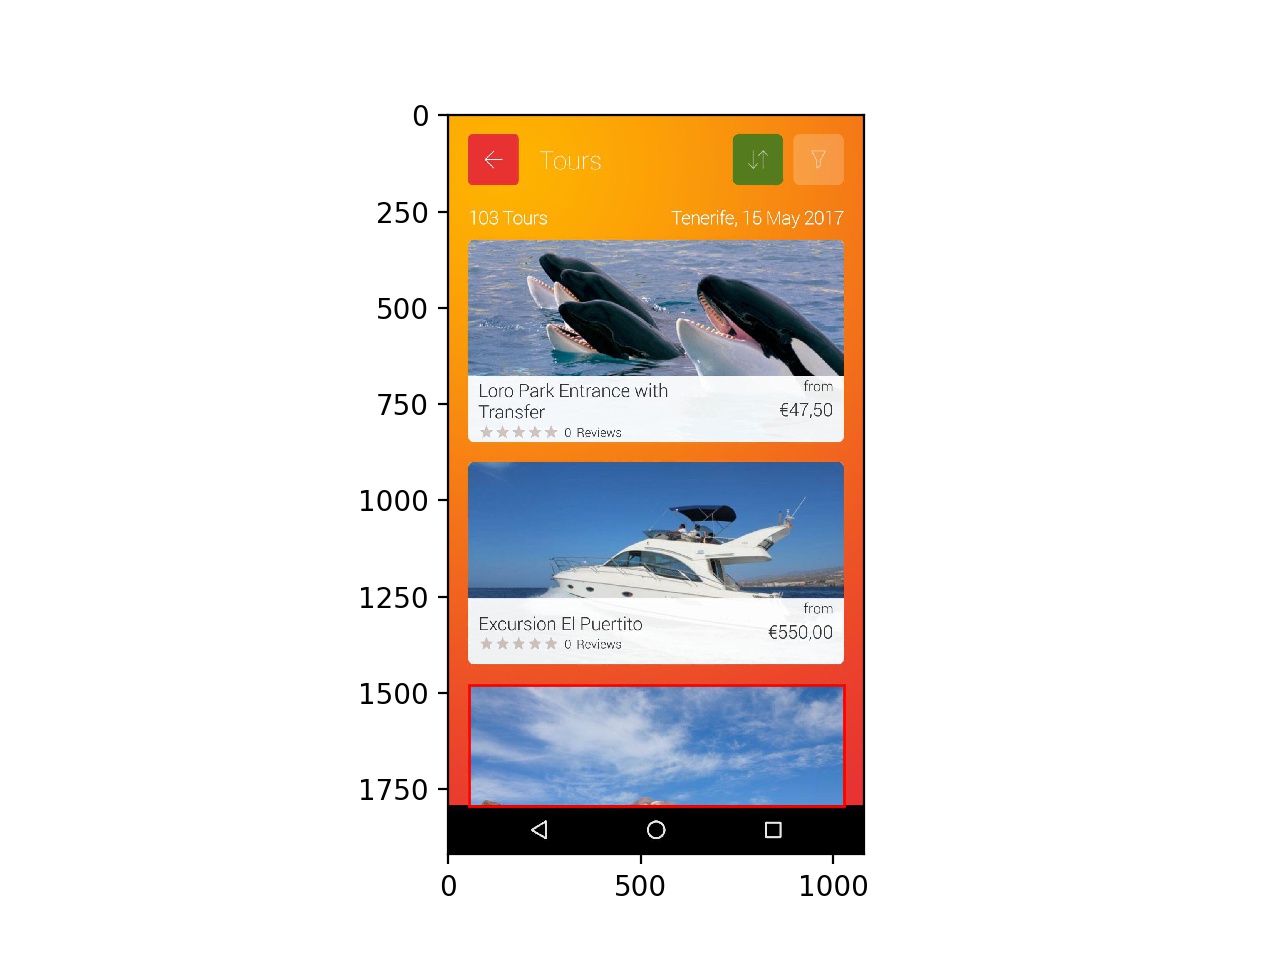 0
250
500
750
1000
1250
1500
1750
0
500
1000
Tours
103 Tours
Tenerife, 15 May 2017
Loro Park Entrance with
Transfer
from
€47,50
0 Reviews
Excursion El Puertito
from
€550,00
0 Reviews